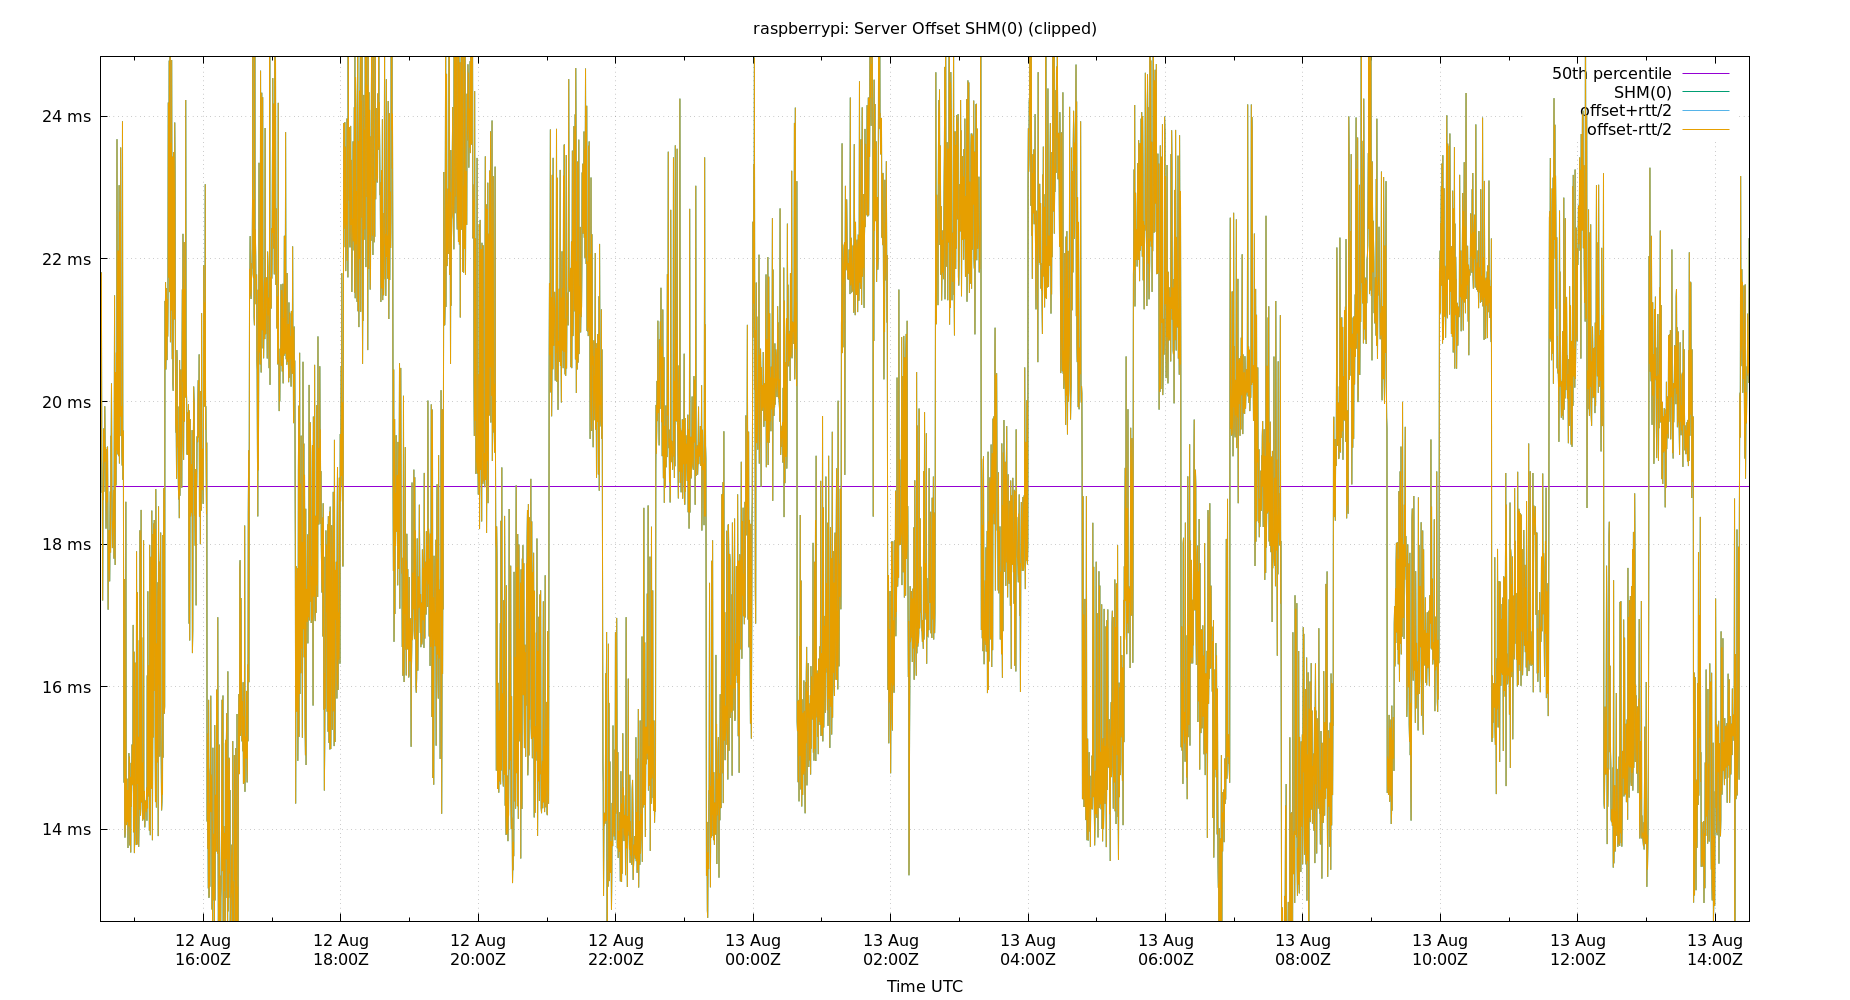 raspberrypi: Server Offset SHM(0) (clipped)
50th percentile
SHM(0)
offset+rtt/2
offset-rtt/2
24 ms
22 ms
20 ms
18 ms
16 ms
14 ms
12 Aug 12 Aug 12 Aug 12 Aug 13 Aug 13 Aug 13 Aug 13 Aug 13 Aug 13 Aug 13 Aug 13 Aug
16:00Z 18:00Z 20:00Z 22:00Z 00:00Z 02:00Z 04:00Z 06:00Z 08:00Z 10:00Z 12:00Z 14:00Z
Time UTC